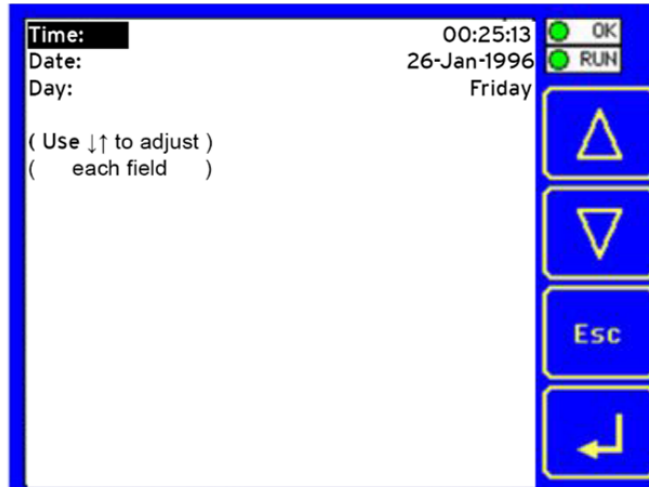 Time: 00:25:13
Date: 26-Jan-1996
Day: Friday
( Use ↓↑ to adjust )
( each field )
OK
RUN
Esc